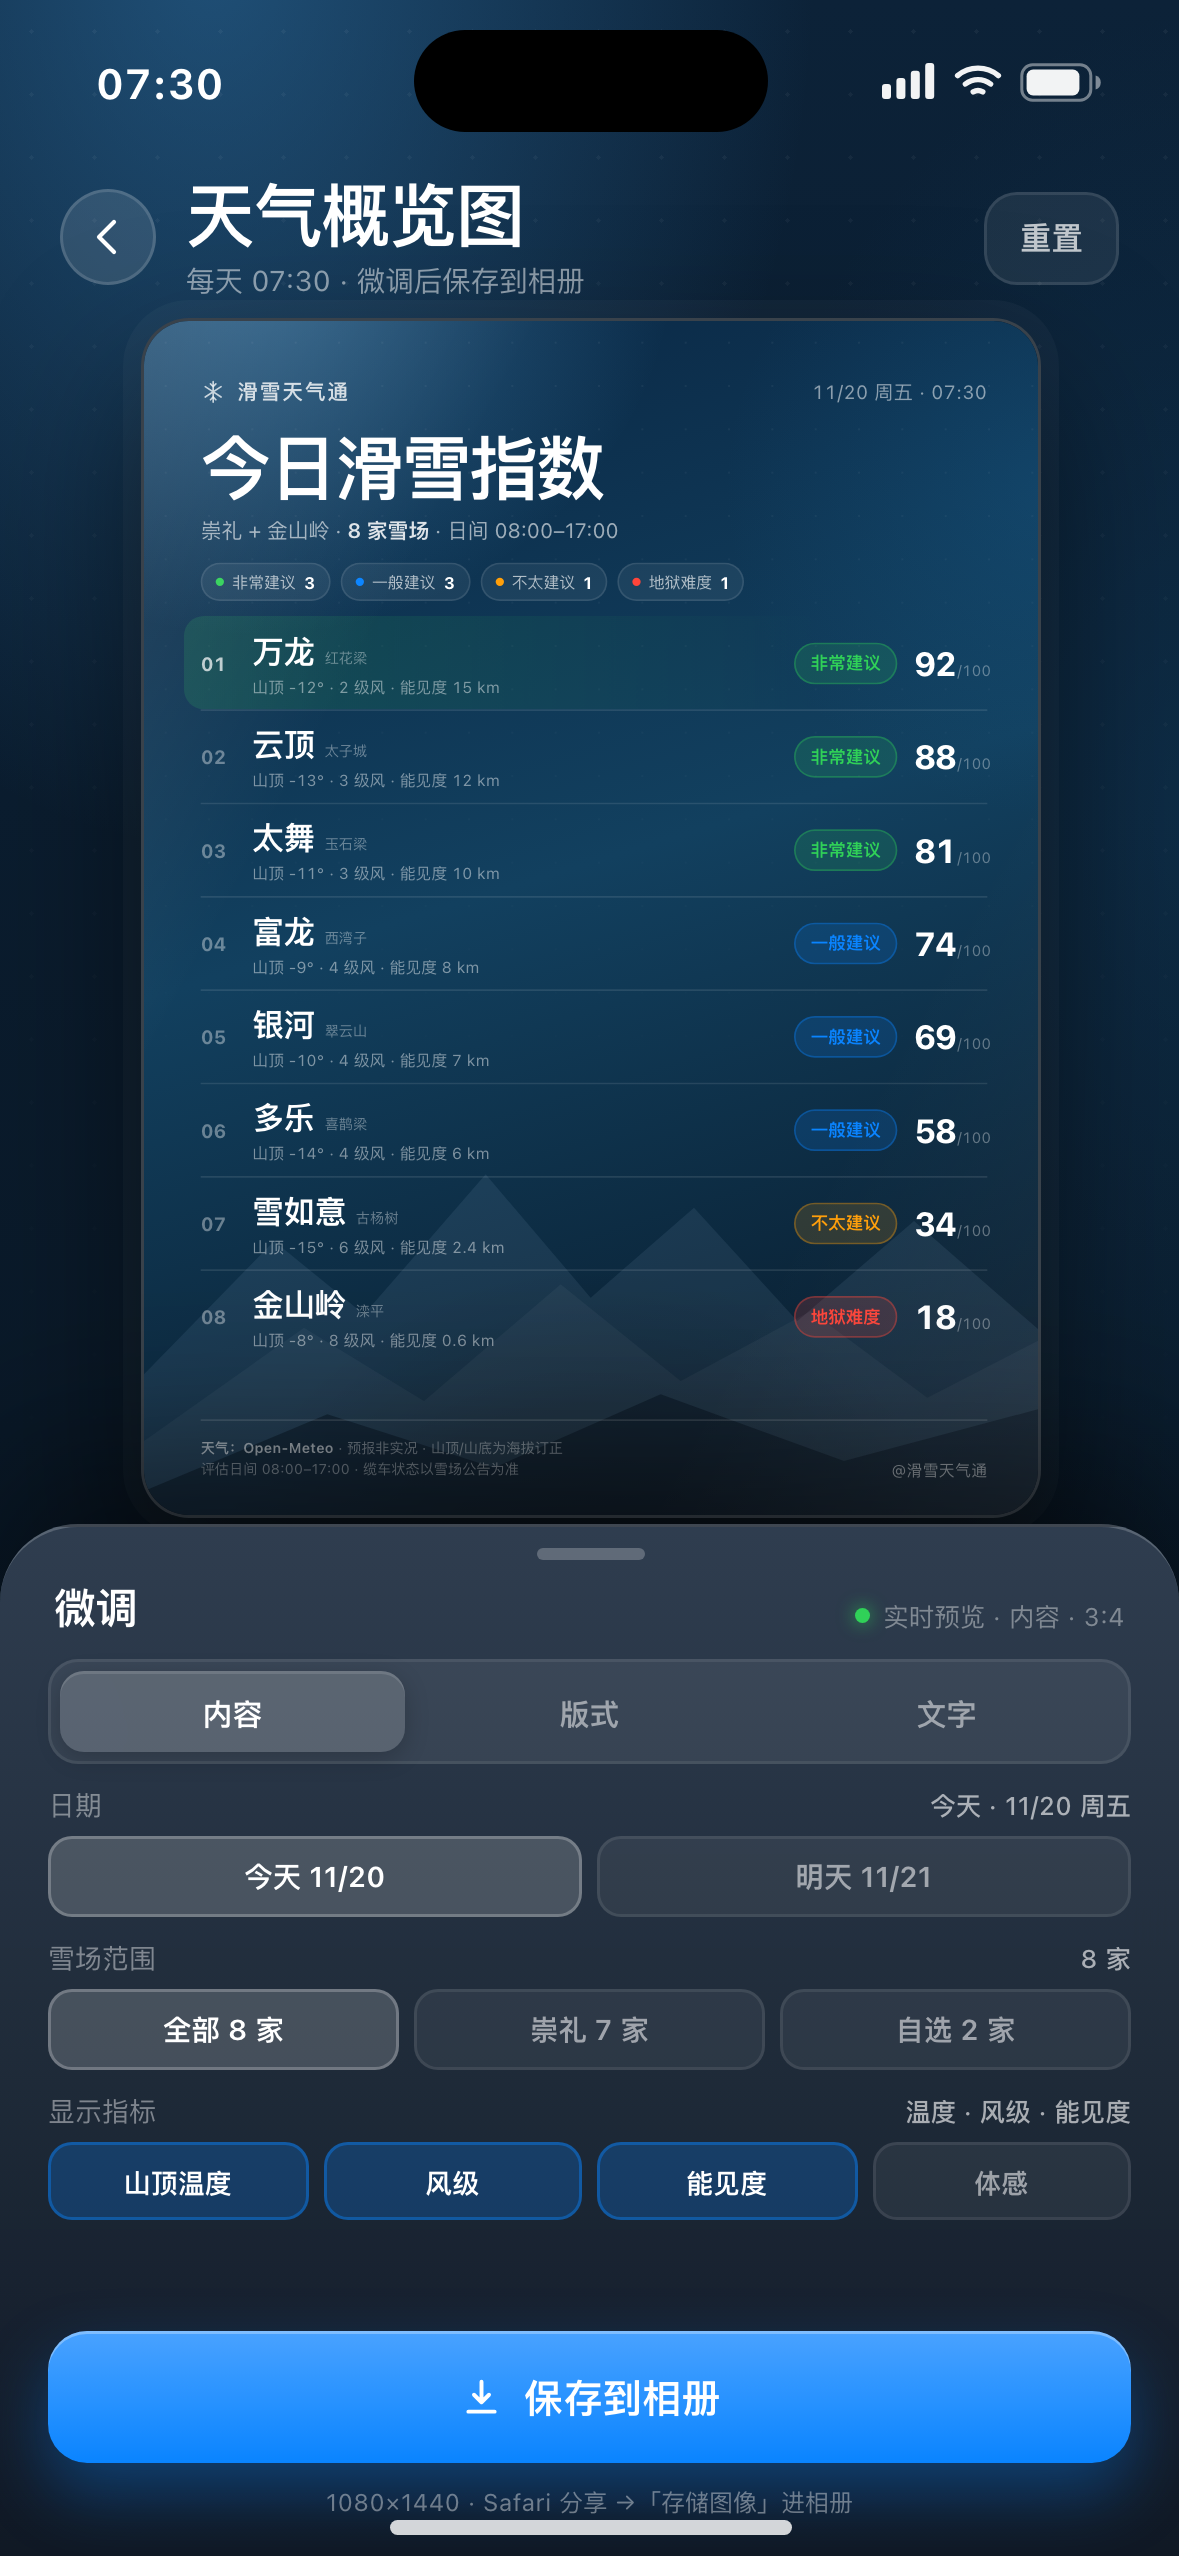 07:30
天气概览图
每天 07:30 · 微调后保存到相册
重置
滑雪天气通
11/20 周五 · 07:30
今日滑雪指数
崇礼 + 金山岭 · 8 家雪场 · 日间 08:00–17:00
非常建议 3 一般建议 3 不太建议 1 地狱难度 1
01 万龙 红花梁 非常建议 92/100
山顶 -12° · 2 级风 · 能见度 15 km
02 云顶 太子城 非常建议 88/100
山顶 -13° · 3 级风 · 能见度 12 km
03 太舞 玉石梁 非常建议 81/100
山顶 -11° · 3 级风 · 能见度 10 km
04 富龙 西湾子 一般建议 74/100
山顶 -9° · 4 级风 · 能见度 8 km
05 银河 翠云山 一般建议 69/100
山顶 -10° · 4 级风 · 能见度 7 km
06 多乐 喜鹊梁 一般建议 58/100
山顶 -14° · 4 级风 · 能见度 6 km
07 雪如意 古杨树 不太建议 34/100
山顶 -15° · 6 级风 · 能见度 2.4 km
08 金山岭 滦平 地狱难度 18/100
山顶 -8° · 8 级风 · 能见度 0.6 km
天气：Open-Meteo · 预报非实况 · 山顶/山底为海拔订正
评估日间 08:00–17:00 · 缆车状态以雪场公告为准
@滑雪天气通
微调
实时预览 · 内容 · 3:4
内容 版式 文字
日期 今天 · 11/20 周五
今天 11/20 明天 11/21
雪场范围 8 家
全部 8 家 崇礼 7 家 自选 2 家
显示指标 温度 · 风级 · 能见度
山顶温度 风级 能见度 体感
保存到相册
1080×1440 · Safari 分享 →「存储图像」进相册